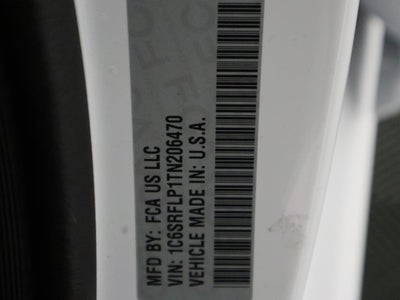 MFD BY: FCA US LLC
VIN: 1C6SRFLP1TN206470
VEHICLE MADE IN: U.S.A.